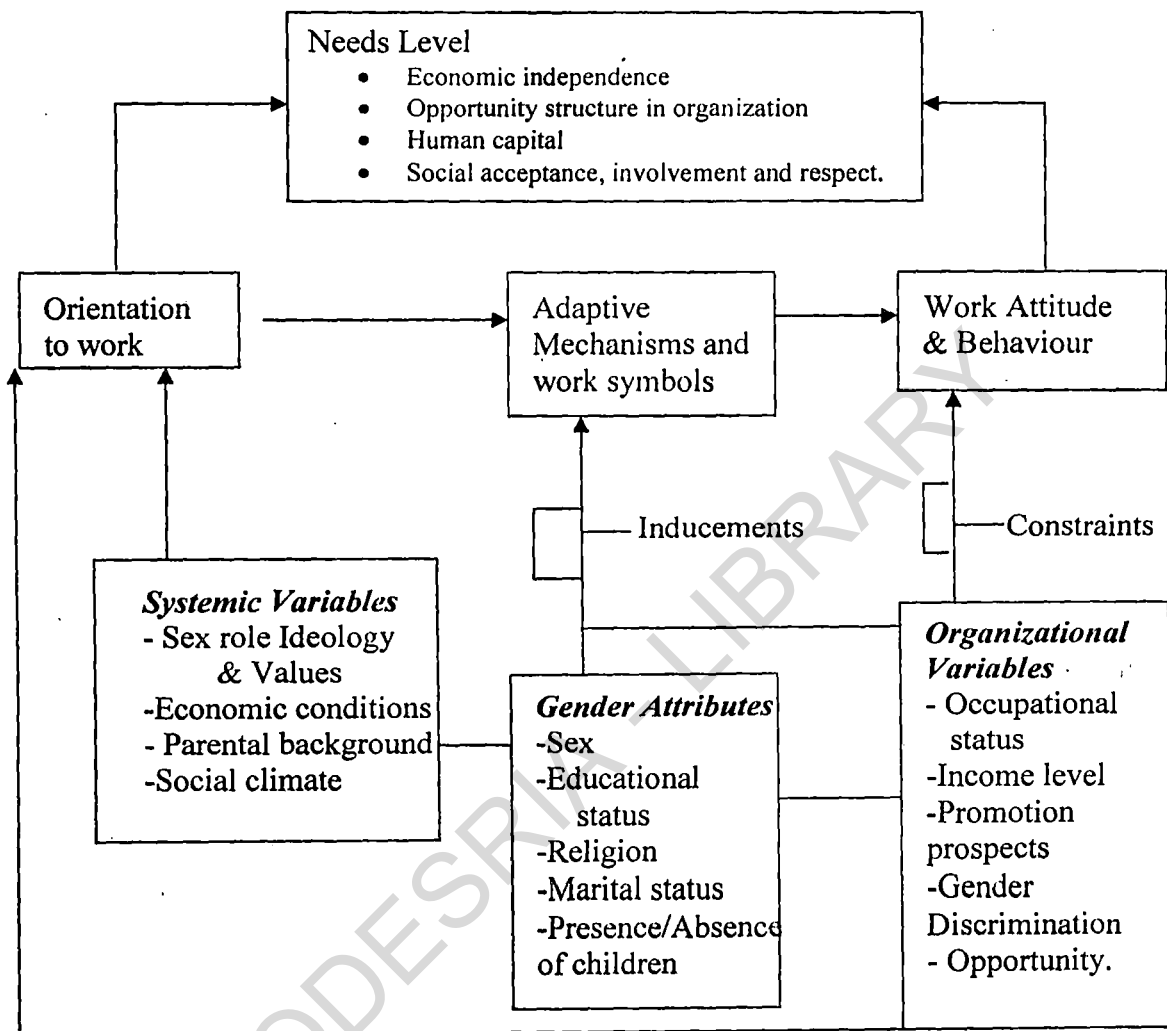 Needs Level
• Economic independence
• Opportunity structure in organization
• Human capital
• Social acceptance, involvement and respect.
Orientation
to work
Adaptive
Mechanisms and
work symbols
Work Attitude
& Behaviour
Inducements
Constraints
Systemic Variables
- Sex role Ideology
& Values
-Economic conditions
- Parental background
-Social climate
Gender Attributes
-Sex
-Educational
status
-Religion
-Marital status
-Presence/Absence
of children
Organizational
Variables
- Occupational
status
-Income level
-Promotion
prospects
-Gender
Discrimination
- Opportunity.
ODESRIA - LIBRARY